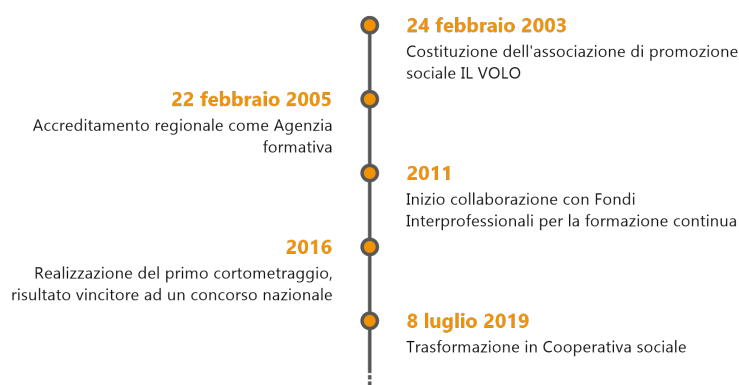 24 febbraio 2003
Costituzione dell'associazione di promozione
sociale IL VOLO
22 febbraio 2005
Accreditamento regionale come Agenzia
formativa
2011
Inizio collaborazione con Fondi
Interprofessionali per la formazione continua
2016
Realizzazione del primo cortometraggio,
risultato vincitore ad un concorso nazionale
8 luglio 2019
Trasformazione in Cooperativa sociale